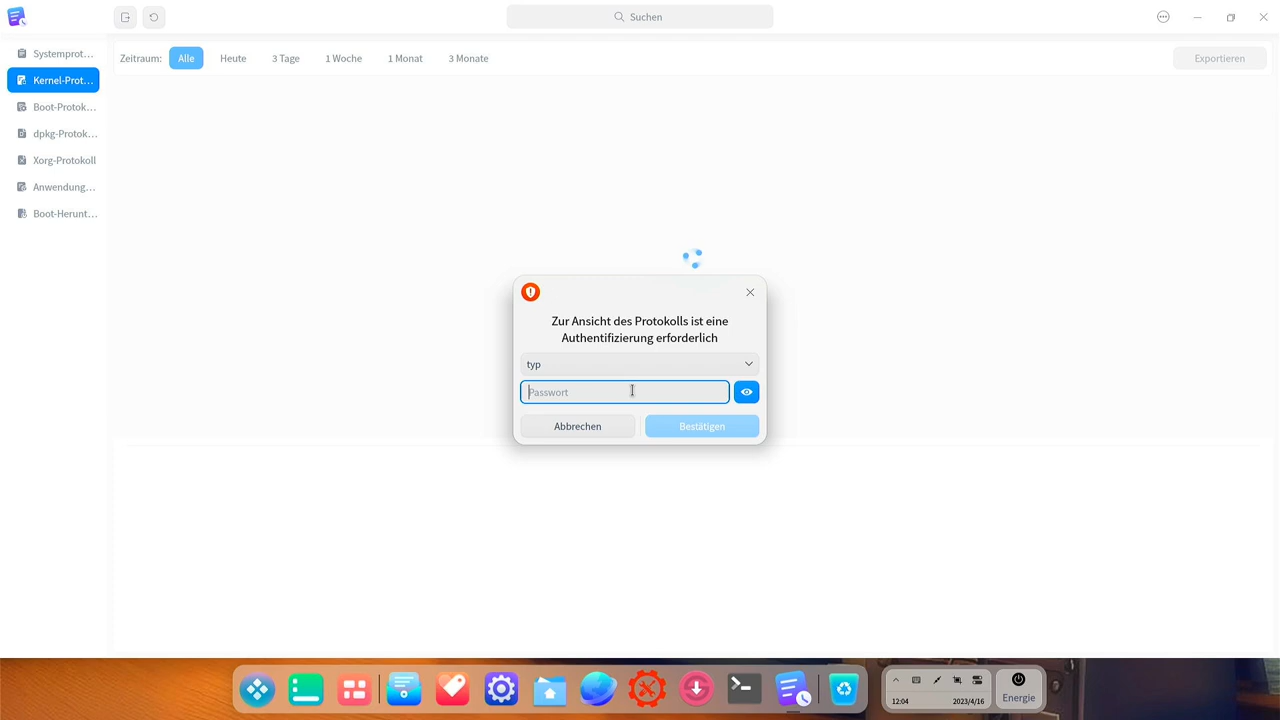 Suchen
Zeitraum: Alle Heute 3 Tage 1 Woche 1 Monat 3 Monate Exportieren
Systemprot...
Kernel-Prot...
Boot-Protok...
dpkg-Protok...
Xorg-Protokoll
Anwendung...
Boot-Herunt...
Zur Ansicht des Protokolls ist eine
Authentifizierung erforderlich
typ
Passwort
Abbrechen Bestätigen
12:04 2023/4/16
Energie